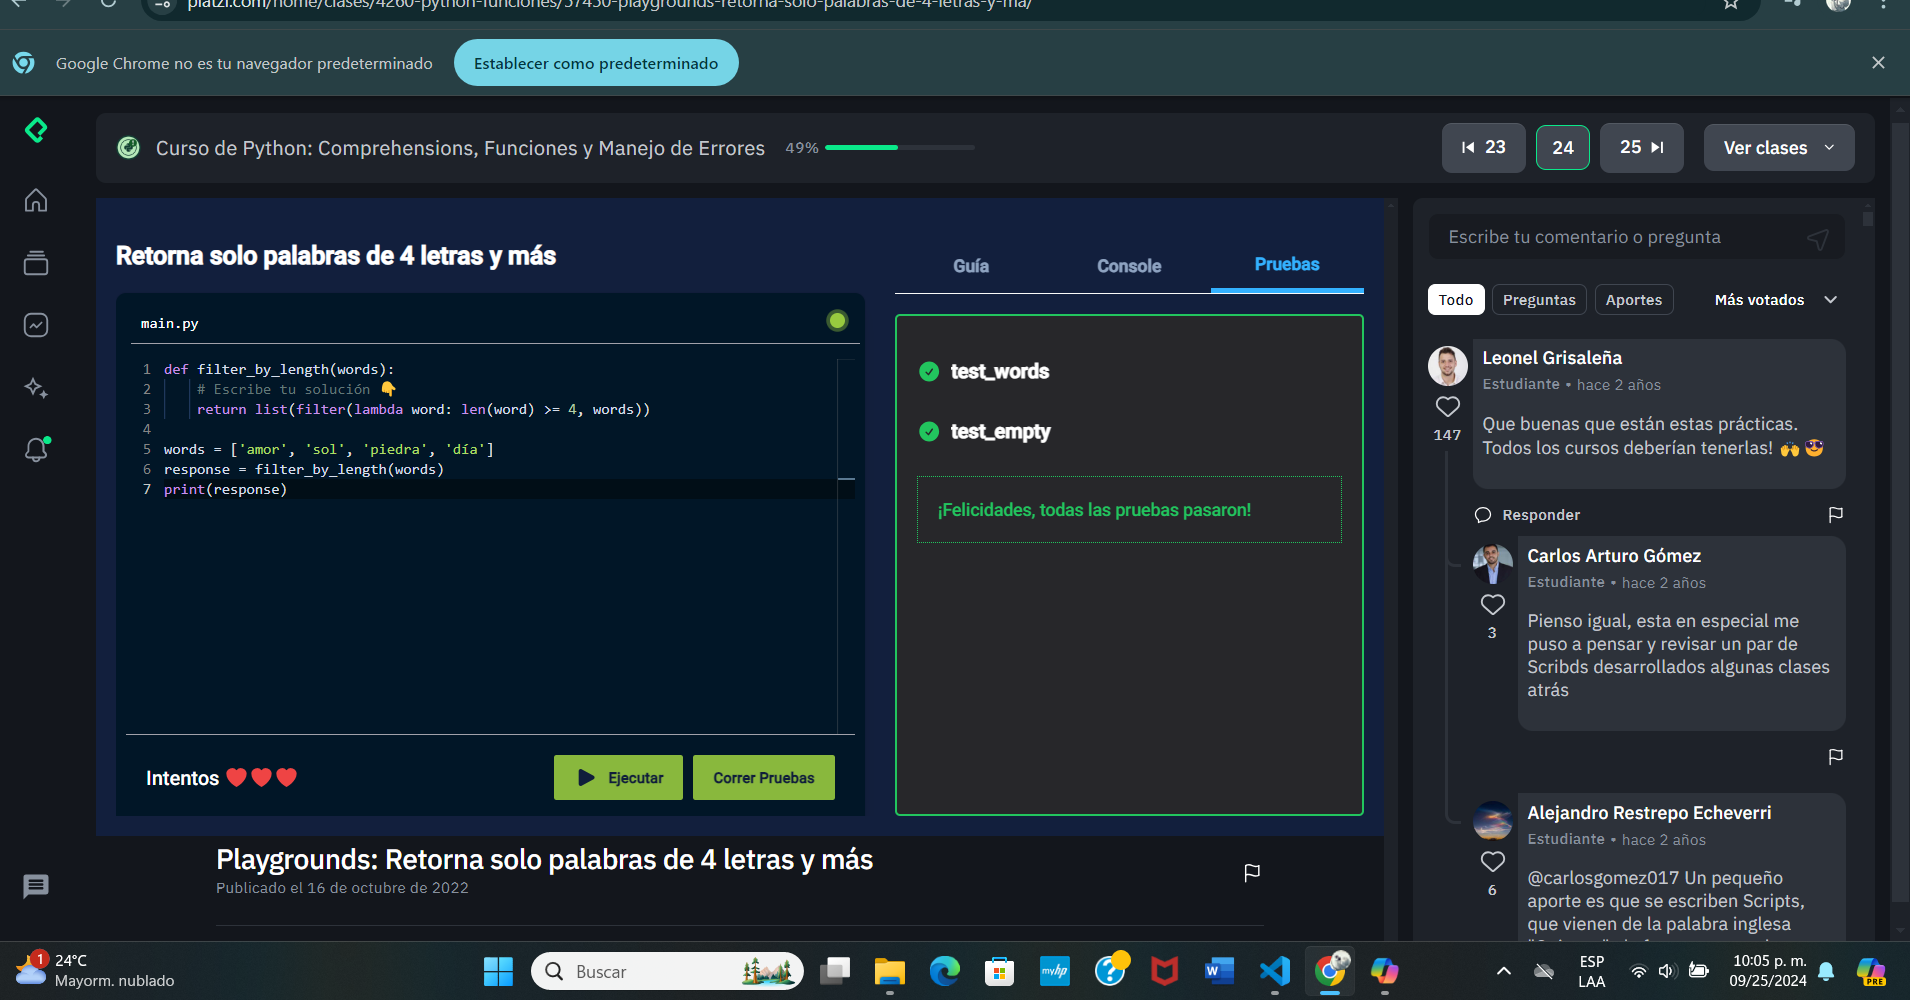 platzi.com/home/clases/4260-python-funciones/57450-playgrounds-retorna-solo-palabras-de-4-letras-y-ma/
Google Chrome no es tu navegador predeterminado
Establecer como predeterminado
Curso de Python: Comprehensions, Funciones y Manejo de Errores
49%
23
24
25
Ver clases
Retorna solo palabras de 4 letras y más
Guía
Console
Pruebas
main.py
1 def filter_by_length(words):
2 # Escribe tu solución 👇
3 return list(filter(lambda word: len(word) >= 4, words))
4
5 words = ['amor', 'sol', 'piedra', 'día']
6 response = filter_by_length(words)
7 print(response)
Intentos
Ejecutar
Correr Pruebas
test_words
test_empty
¡Felicidades, todas las pruebas pasaron!
Playgrounds: Retorna solo palabras de 4 letras y más
Publicado el 16 de octubre de 2022
Escribe tu comentario o pregunta
Todo
Preguntas
Aportes
Más votados
Leonel Grisaleña
Estudiante • hace 2 años
147
Que buenas que están estas prácticas.
Todos los cursos deberían tenerlas! 🙌 😎
Responder
Carlos Arturo Gómez
Estudiante • hace 2 años
3
Pienso igual, esta en especial me
puso a pensar y revisar un par de
Scribds desarrollados algunas clases
atrás
Alejandro Restrepo Echeverri
Estudiante • hace 2 años
6
@carlosgomez017 Un pequeño
aporte es que se escriben Scripts,
que vienen de la palabra inglesa
1
24°C
Mayorm. nublado
Buscar
myhp
ESP
LAA
10:05 p. m.
09/25/2024
PRE